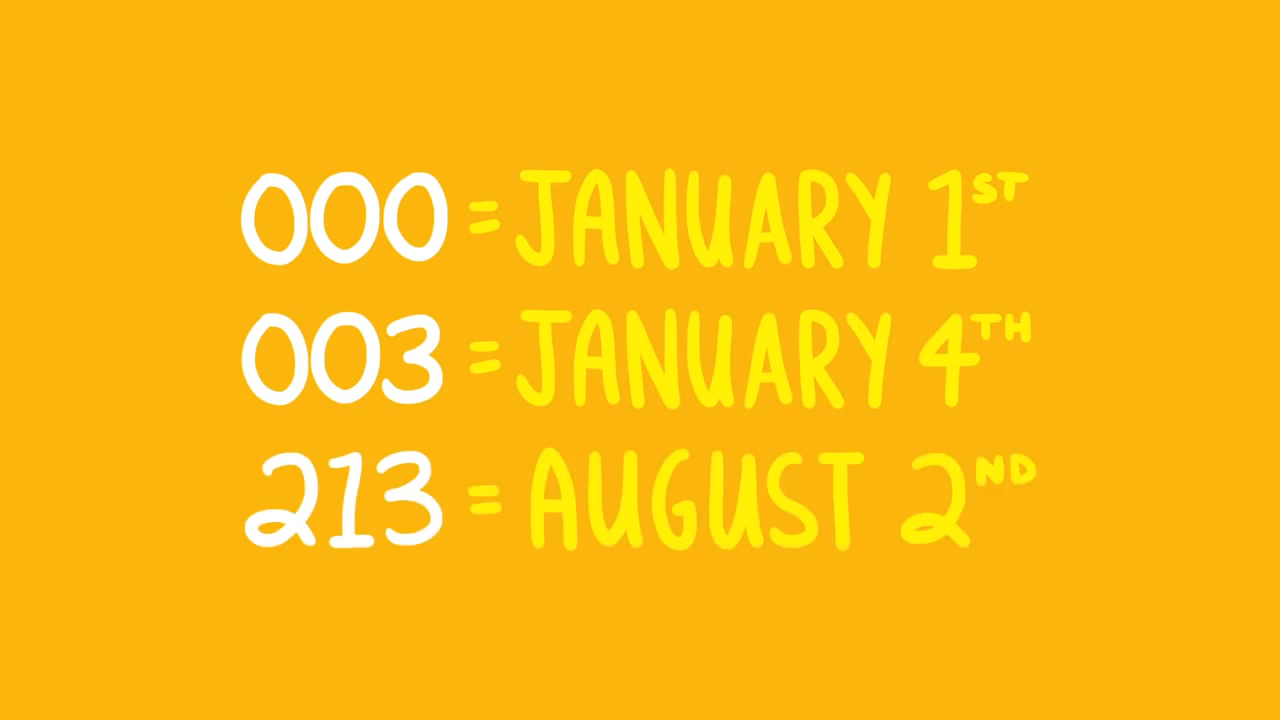 000 = JANUARY 1ST
003 = JANUARY 4TH
213 = AUGUST 2ND